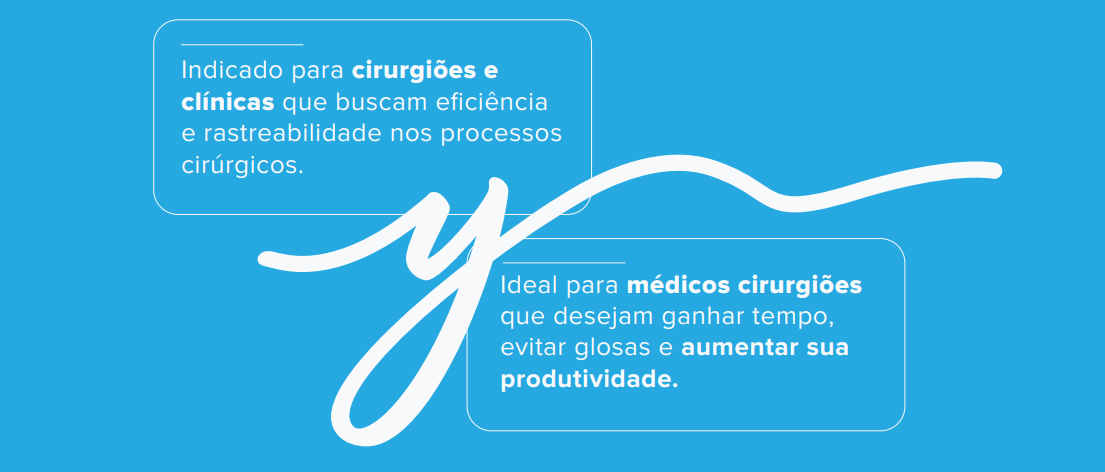 Indicado para cirurgiões e
clínicas que buscam eficiência
e rastreabilidade nos processos
cirúrgicos.
y
Ideal para médicos cirurgiões
que desejam ganhar tempo,
evitar glosas e aumentar sua
produtividade.